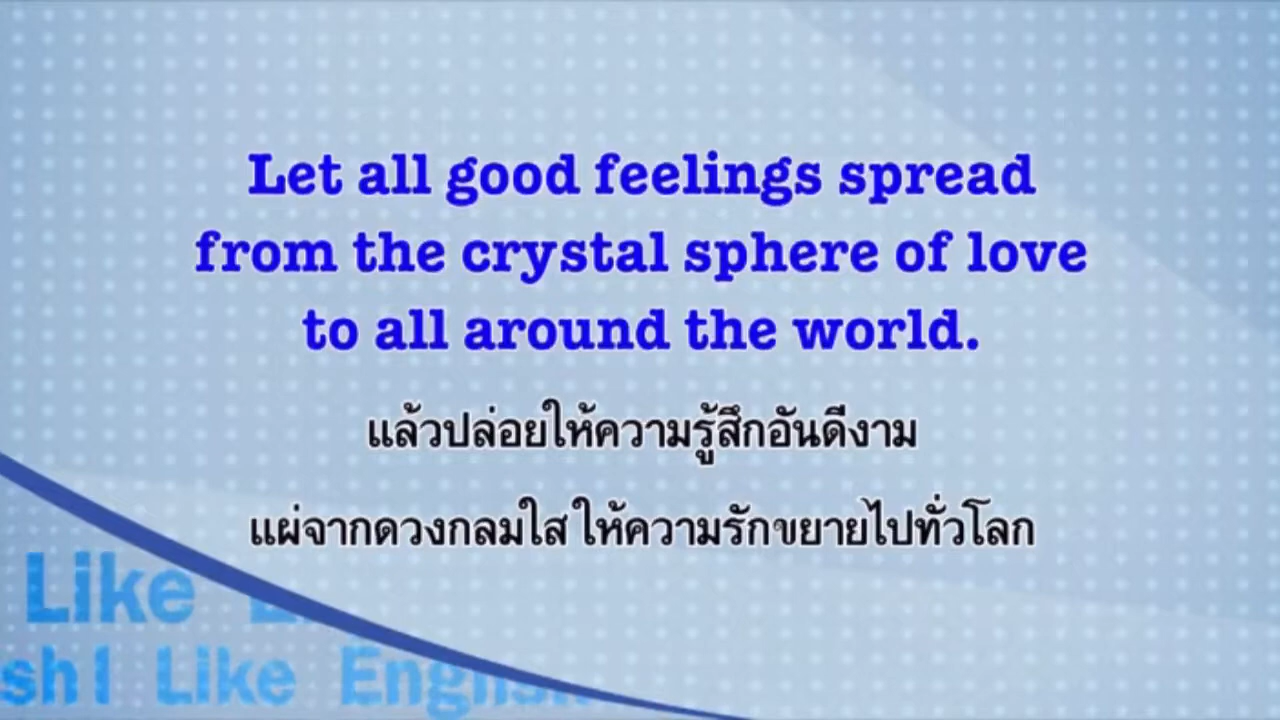 Let all good feelings spread
from the crystal sphere of love
to all around the world.
แล้วปล่อยให้ความรู้สึกอันดีงาม
แผ่จากดวงกลมใส ให้ความรักขยายไปทั่วโลก
Like
sh I Like English